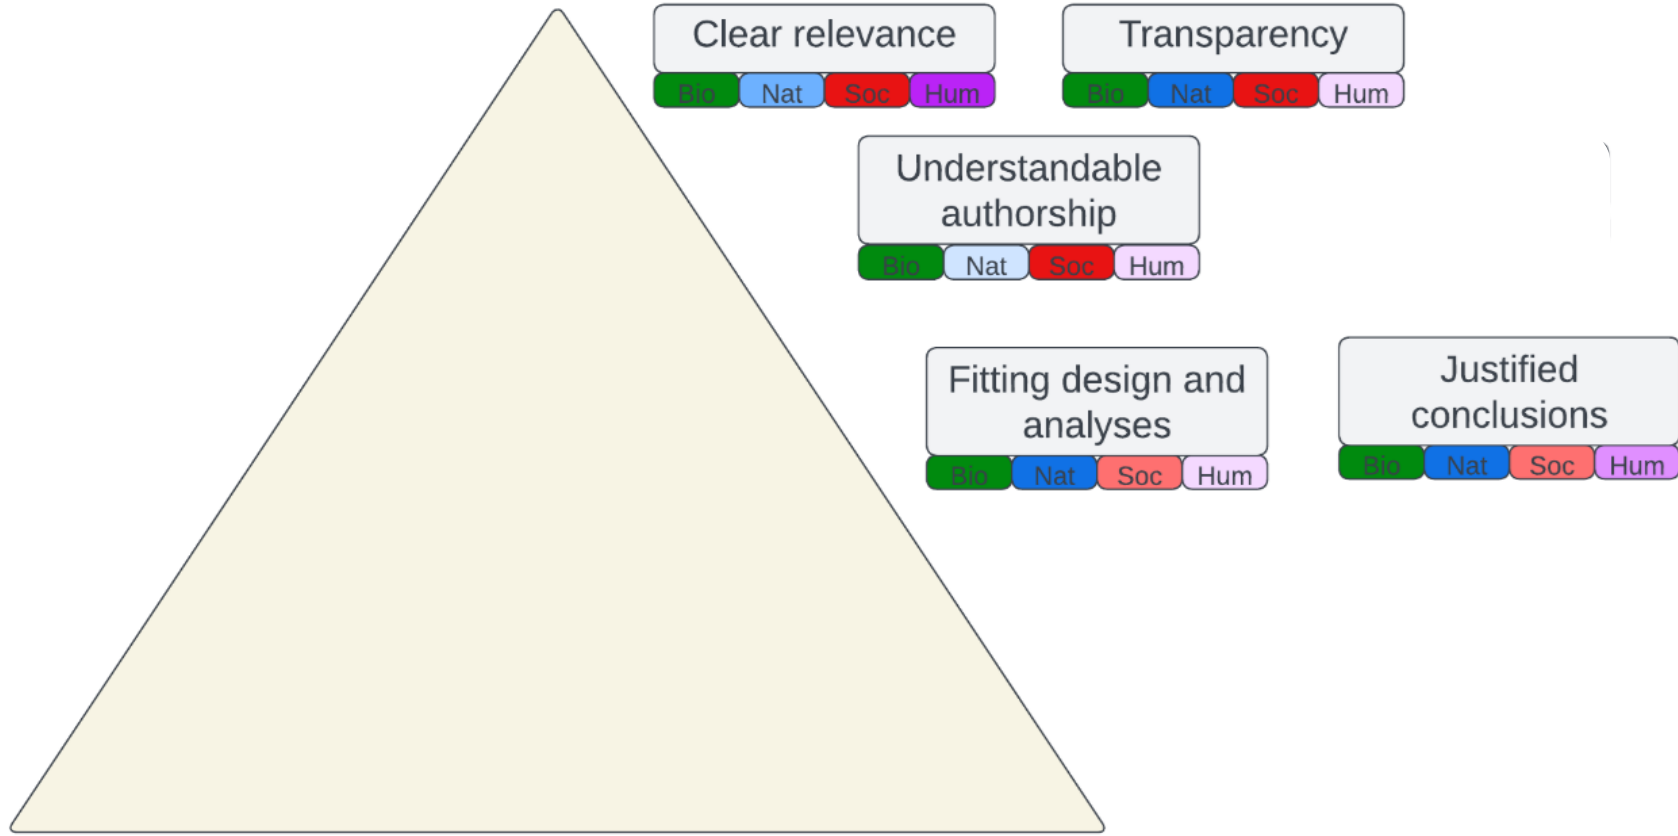 Clear relevance
Bio Nat Soc Hum
Transparency
Bio Nat Soc Hum
Understandable
authorship
Bio Nat Soc Hum
Fitting design and
analyses
Bio Nat Soc Hum
Justified
conclusions
Bio Nat Soc Hum